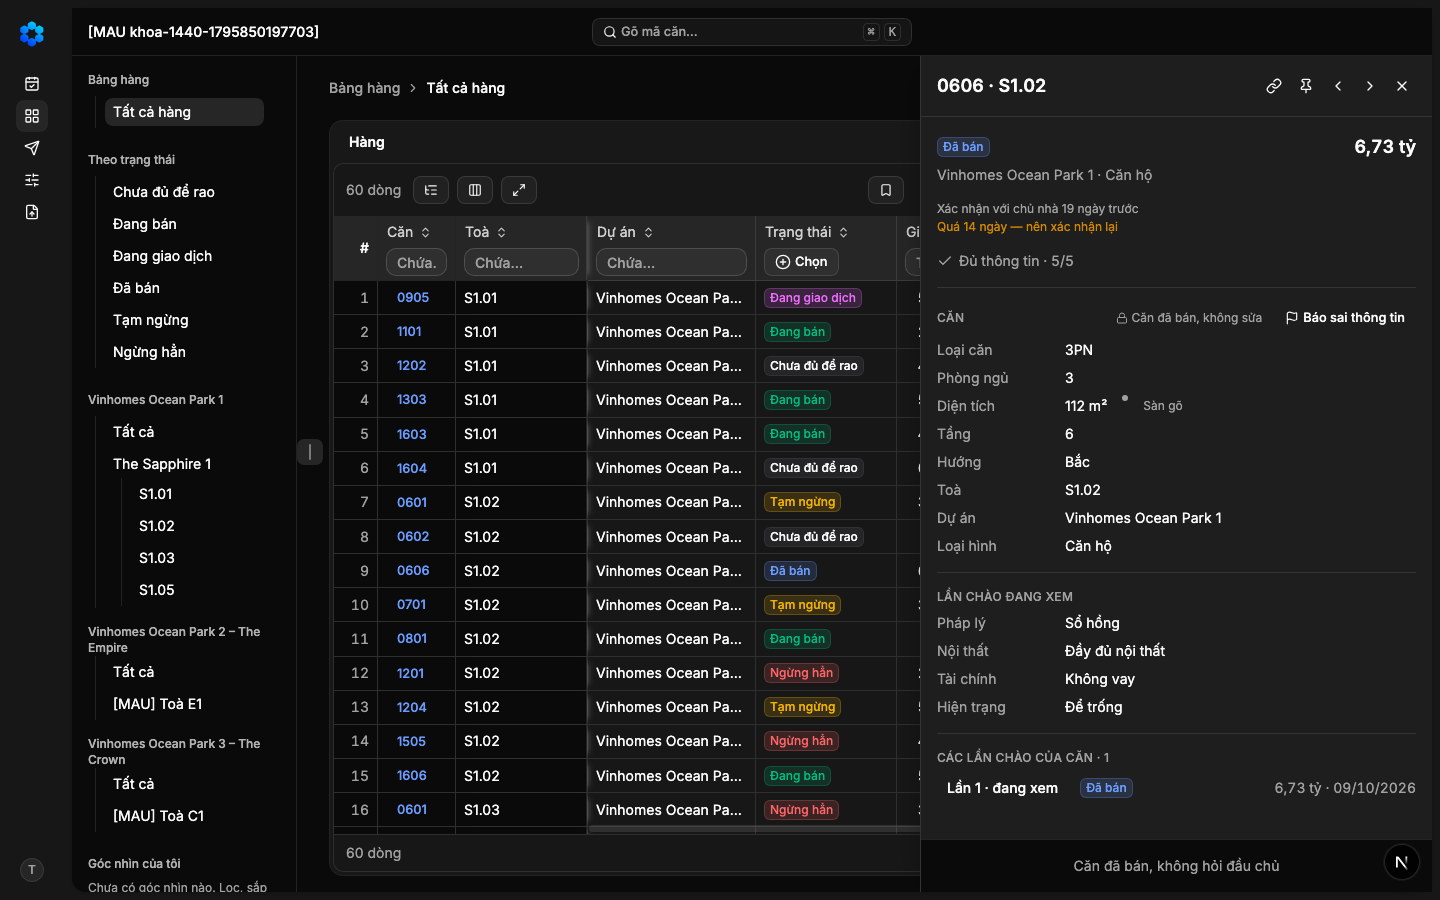 [MAU khoa-1440-1795850197703]
Gõ mã căn...
⌘ K
Bảng hàng
Tất cả hàng
Theo trạng thái
Chưa đủ để rao
Đang bán
Đang giao dịch
Đã bán
Tạm ngừng
Ngừng hẳn
Vinhomes Ocean Park 1
Tất cả
The Sapphire 1
S1.01
S1.02
S1.03
S1.05
Vinhomes Ocean Park 2 – The
Empire
Tất cả
[MAU] Toà E1
Vinhomes Ocean Park 3 – The
Crown
Tất cả
[MAU] Toà C1
Góc nhìn của tôi
Chưa có góc nhìn nào. Lọc, sắp
T
Bảng hàng > Tất cả hàng
Hàng
60 dòng
# Căn Toà Dự án Trạng thái Gi
Chứa. Chứa... Chứa... Chọn T
1 0905 S1.01 Vinhomes Ocean Pa... Đang giao dịch
2 1101 S1.01 Vinhomes Ocean Pa... Đang bán
3 1202 S1.01 Vinhomes Ocean Pa... Chưa đủ để rao
4 1303 S1.01 Vinhomes Ocean Pa... Đang bán
5 1603 S1.01 Vinhomes Ocean Pa... Đang bán
6 1604 S1.01 Vinhomes Ocean Pa... Chưa đủ để rao
7 0601 S1.02 Vinhomes Ocean Pa... Tạm ngừng
8 0602 S1.02 Vinhomes Ocean Pa... Chưa đủ để rao
9 0606 S1.02 Vinhomes Ocean Pa... Đã bán
10 0701 S1.02 Vinhomes Ocean Pa... Tạm ngừng
11 0801 S1.02 Vinhomes Ocean Pa... Đang bán
12 1201 S1.02 Vinhomes Ocean Pa... Ngừng hẳn
13 1204 S1.02 Vinhomes Ocean Pa... Tạm ngừng
14 1505 S1.02 Vinhomes Ocean Pa... Ngừng hẳn
15 1606 S1.02 Vinhomes Ocean Pa... Đang bán
16 0601 S1.03 Vinhomes Ocean Pa... Ngừng hẳn
60 dòng
0606 · S1.02
Đã bán 6,73 tỷ
Vinhomes Ocean Park 1 · Căn hộ
Xác nhận với chủ nhà 19 ngày trước
Quá 14 ngày — nên xác nhận lại
Đủ thông tin · 5/5
CĂN Căn đã bán, không sửa Báo sai thông tin
Loại căn 3PN
Phòng ngủ 3
Diện tích 112 m² Sàn gõ
Tầng 6
Hướng Bắc
Toà S1.02
Dự án Vinhomes Ocean Park 1
Loại hình Căn hộ
LẦN CHÀO ĐANG XEM
Pháp lý Sổ hồng
Nội thất Đầy đủ nội thất
Tài chính Không vay
Hiện trạng Để trống
CÁC LẦN CHÀO CỦA CĂN · 1
Lần 1 · đang xem Đã bán 6,73 tỷ · 09/10/2026
Căn đã bán, không hỏi đầu chủ
N